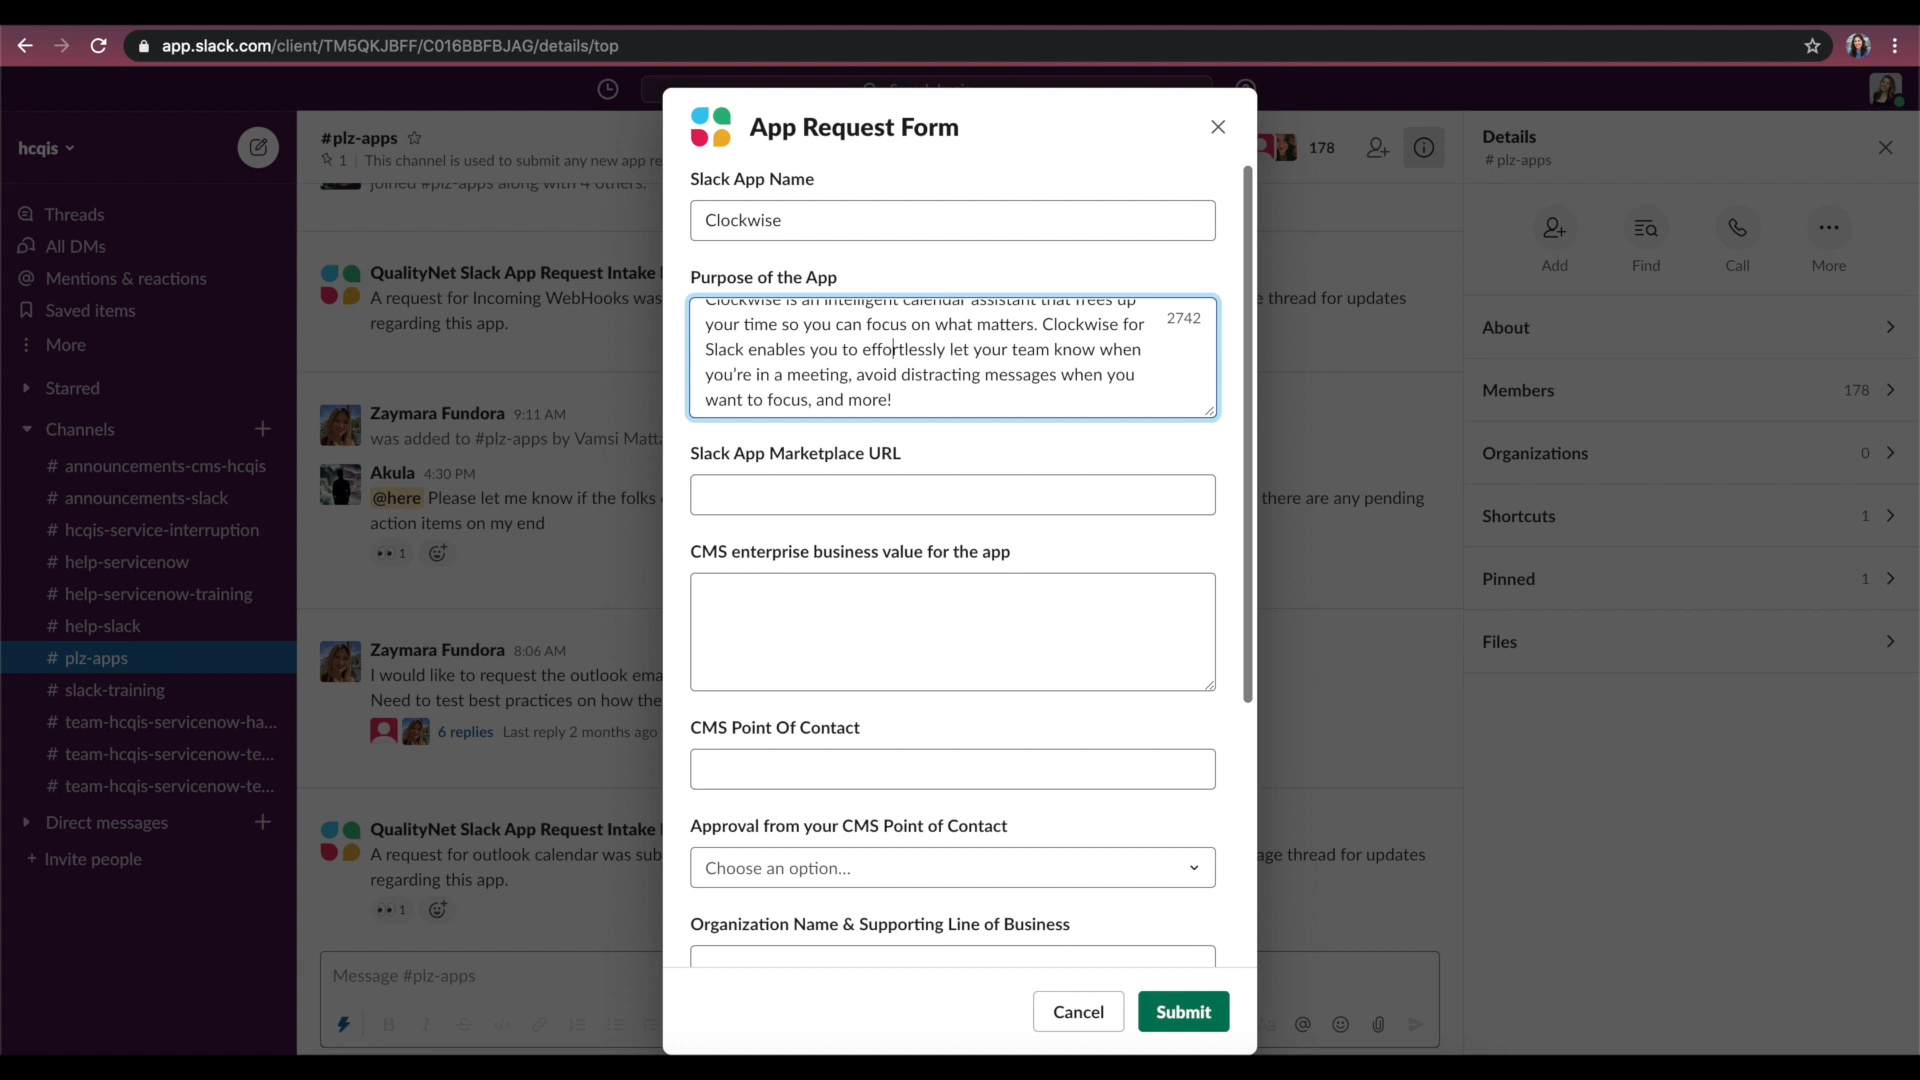 app.slack.com/client/TM5QKJBFF/C016BBFBJAG/details/top
hcqis
Threads
All DMs
Mentions & reactions
Saved items
More
Starred
Channels
# announcements-cms-hcqis
# announcements-slack
# hcqis-service-interruption
# help-servicenow
# help-servicenow-training
# help-slack
# plz-apps
# slack-training
# team-hcqis-servicenow-ha...
# team-hcqis-servicenow-te...
# team-hcqis-servicenow-te...
Direct messages
+ Invite people
#plz-apps
1 | This channel is used to submit any new app re
178
joined #plz-apps along with 4 others.
QualityNet Slack App Request Intake
A request for Incoming WebHooks was
e thread for updates
regarding this app.
Zaymara Fundora 9:11 AM
was added to #plz-apps by Vamsi Matta
Akula 4:30 PM
@here Please let me know if the folks
there are any pending
action items on my end
1
Zaymara Fundora 8:06 AM
I would like to request the outlook ema
Need to test best practices on how the
6 replies Last reply 2 months ago
QualityNet Slack App Request Intake
A request for outlook calendar was sub
age thread for updates
regarding this app.
1
Message #plz-apps
App Request Form
Slack App Name
Clockwise
Purpose of the App
Clockwise is an intelligent calendar assistant that frees up
your time so you can focus on what matters. Clockwise for
2742
Slack enables you to effortlessly let your team know when
you’re in a meeting, avoid distracting messages when you
want to focus, and more!
Slack App Marketplace URL
CMS enterprise business value for the app
CMS Point Of Contact
Approval from your CMS Point of Contact
Choose an option...
Organization Name & Supporting Line of Business
Cancel
Submit
Details
# plz-apps
Add
Find
Call
More
About
Members 178
Organizations 0
Shortcuts 1
Pinned 1
Files